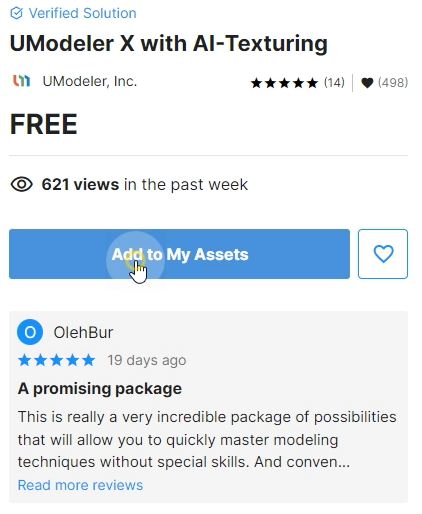 Verified Solution
UModeler X with AI-Texturing
UModeler, Inc. (14) (498)
FREE
621 views in the past week
Add to My Assets
O OlehBur
19 days ago
A promising package
This is really a very incredible package of possibilities
that will allow you to quickly master modeling
techniques without special skills. And conven...
Read more reviews